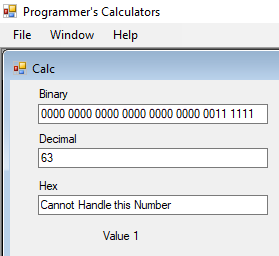 Programmer's Calculators
File Window Help
Calc
Binary
0000 0000 0000 0000 0000 0000 0011 1111
Decimal
63
Hex
Cannot Handle this Number
Value 1